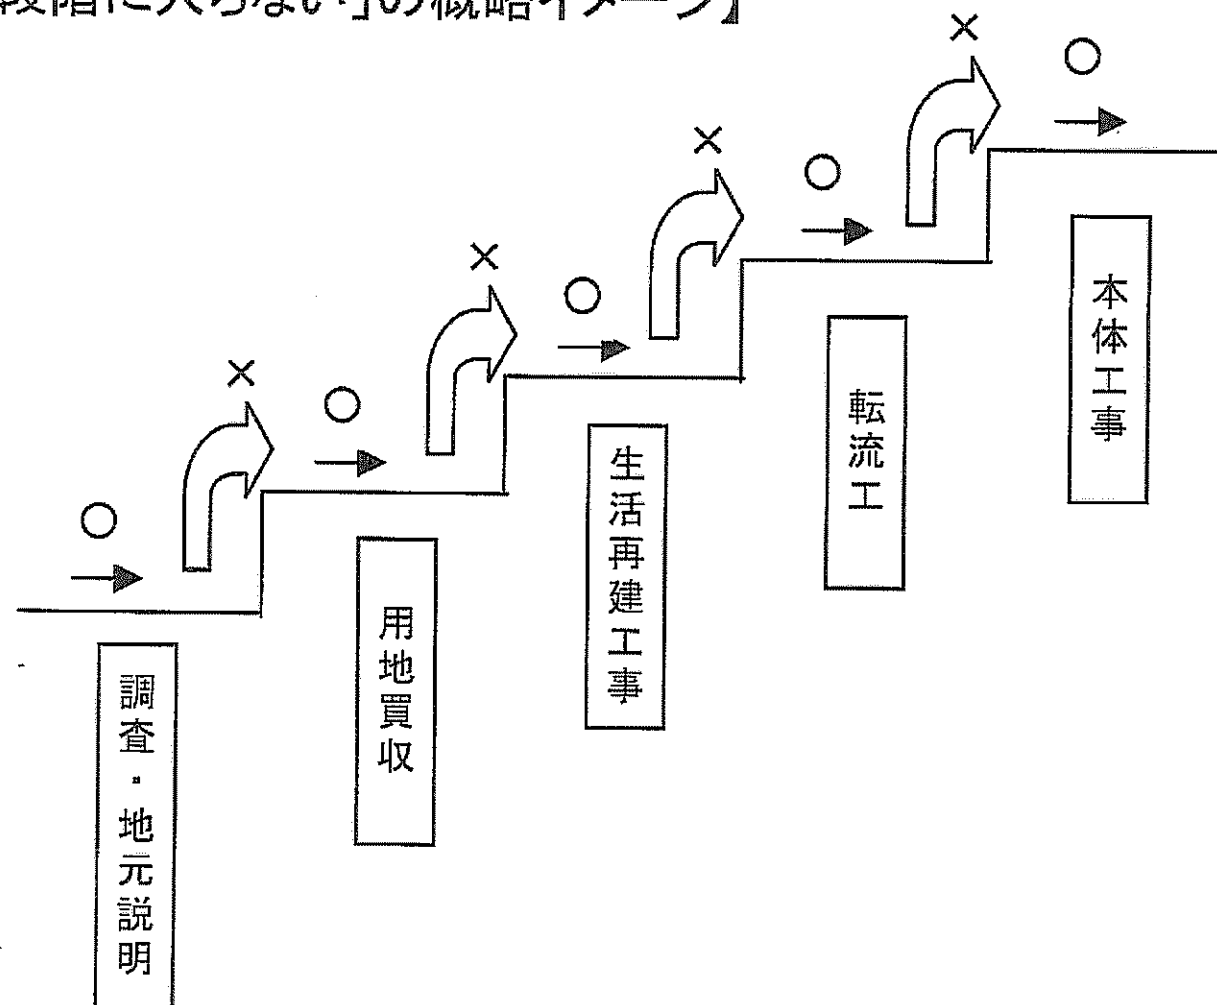 段階に入らない」の概略イメージ】
×
○
×
○
×
○
×
○
×
○
本体工事
転流工
生活再建工事
用地買収
調査・地元説明